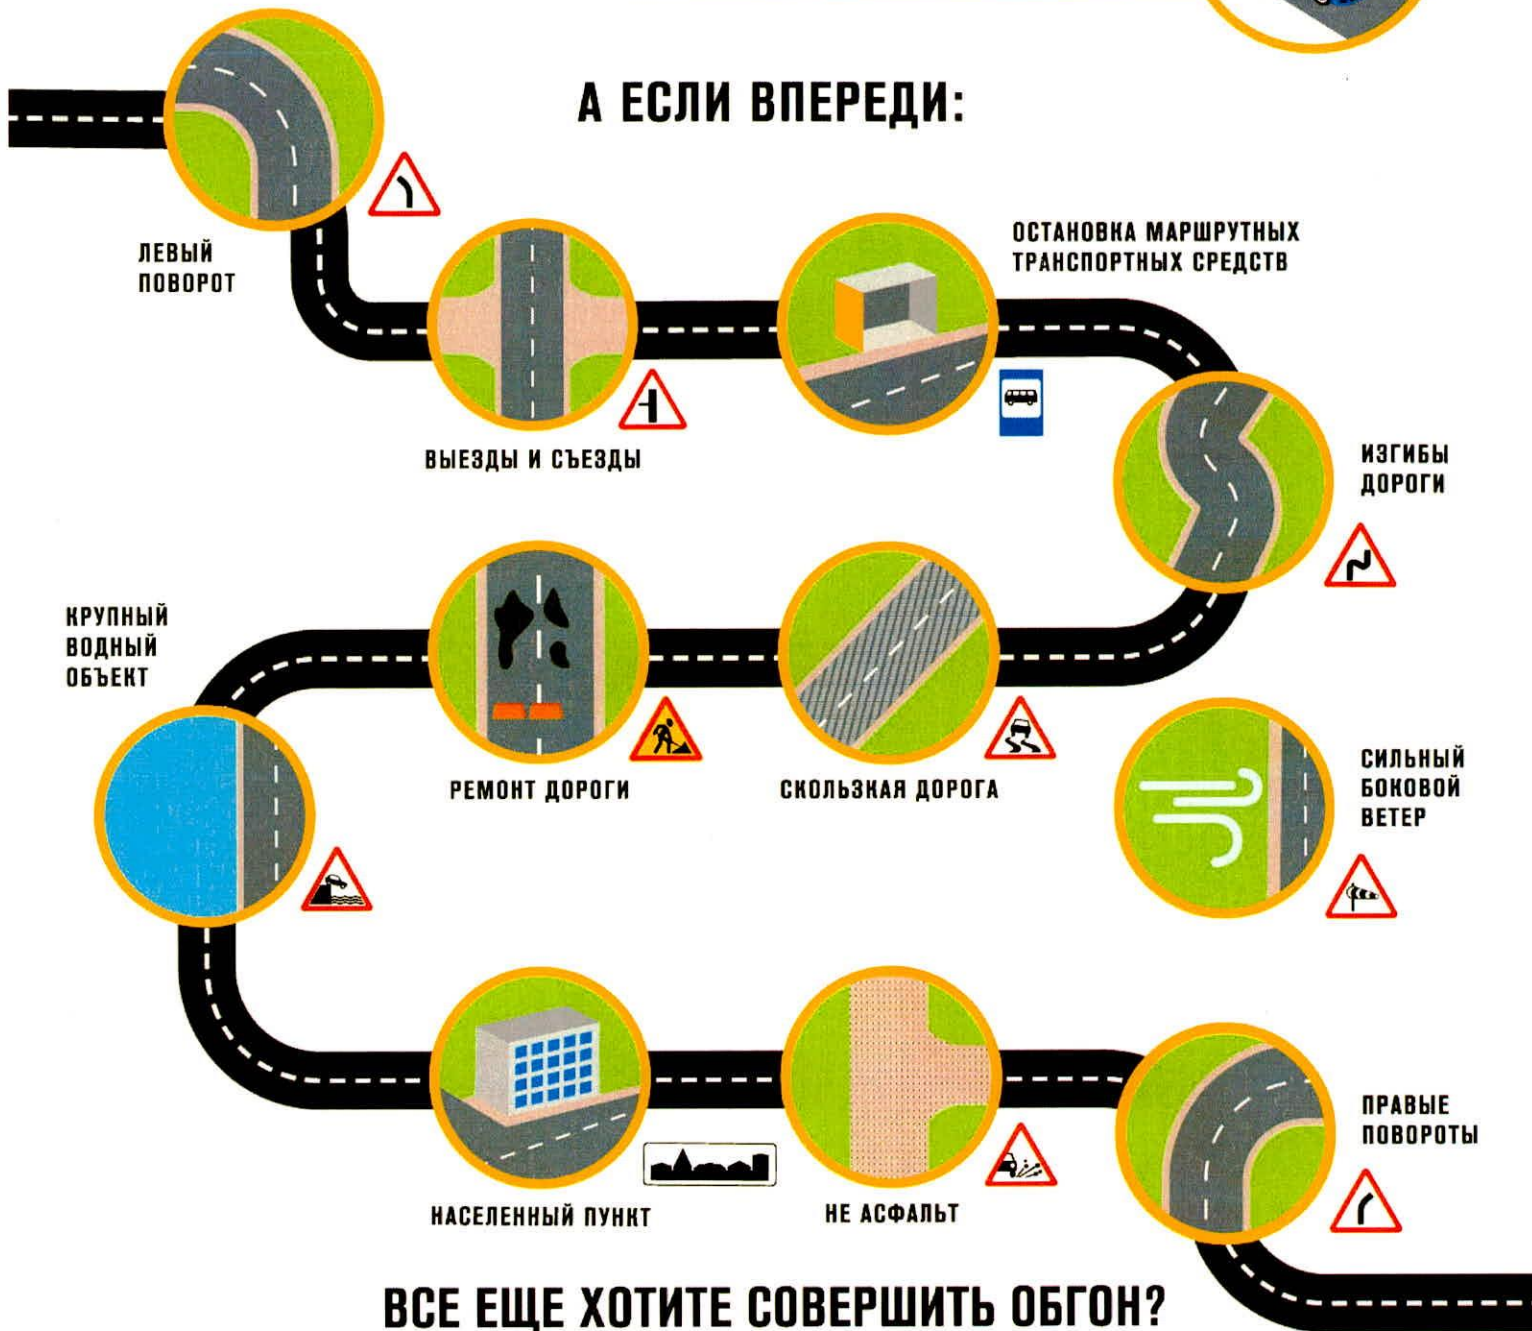 А ЕСЛИ ВПЕРЕДИ:
ЛЕВЫЙ
ПОВОРОТ
ВЫЕЗДЫ И СЪЕЗДЫ
ОСТАНОВКА МАРШРУТНЫХ
ТРАНСПОРТНЫХ СРЕДСТВ
ИЗГИБЫ
ДОРОГИ
КРУПНЫЙ
ВОДНЫЙ
ОБЪЕКТ
РЕМОНТ ДОРОГИ
СКОЛЬЗКАЯ ДОРОГА
СИЛЬНЫЙ
БОКОВОЙ
ВЕТЕР
НАСЕЛЕННЫЙ ПУНКТ
НЕ АСФАЛЬТ
ПРАВЫЕ
ПОВОРОТЫ
ВСЕ ЕЩЕ ХОТИТЕ СОВЕРШИТЬ ОБГОН?